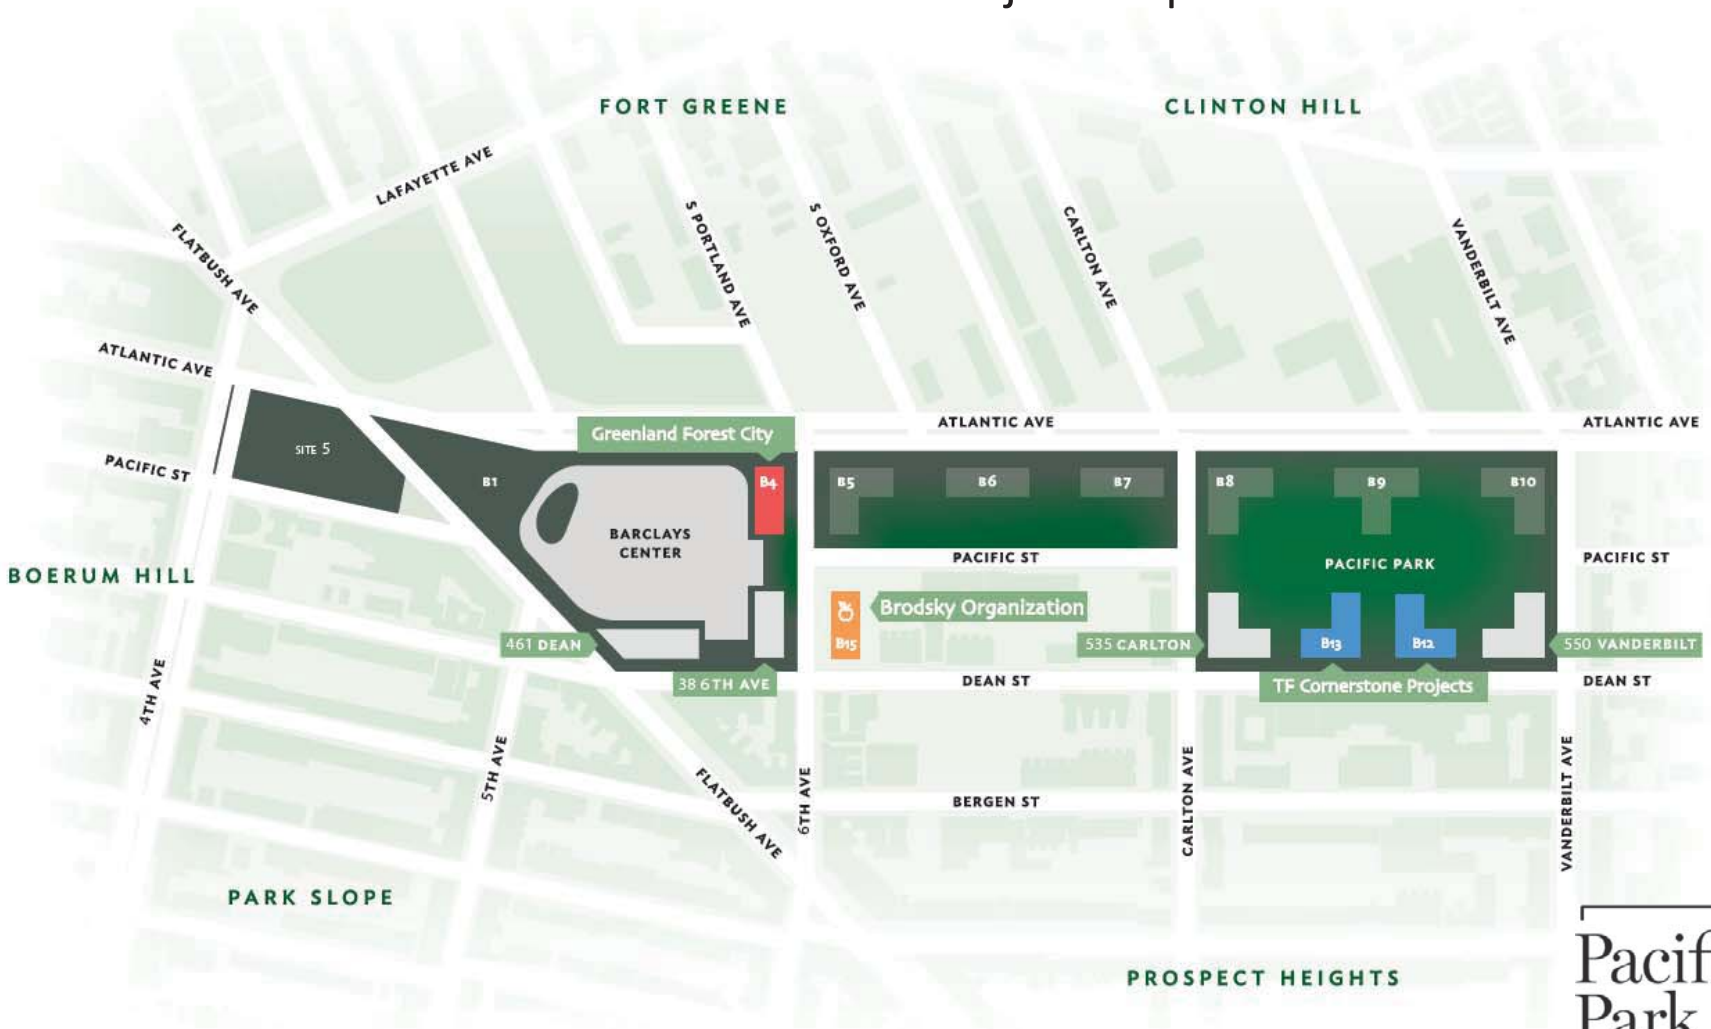 FORT GREENE
CLINTON HILL
LAFAYETTE AVE
FLATBUSH AVE
S PORTLAND AVE
S OXFORD AVE
CARLTON AVE
VANDERBILT AVE
ATLANTIC AVE
ATLANTIC AVE
ATLANTIC AVE
Greenland Forest City
SITE 5
PACIFIC ST
B1
B4
B5
B6
B7
B8
B9
B10
BARCLAYS
CENTER
PACIFIC ST
PACIFIC PARK
PACIFIC ST
BOERUM HILL
Brodsky Organization
B15
461 DEAN
535 CARLTON
B13
B12
550 VANDERBILT
38 6TH AVE
DEAN ST
TF Cornerstone Projects
DEAN ST
4TH AVE
5TH AVE
FLATBUSH AVE
6TH AVE
BERGEN ST
CARLTON AVE
VANDERBILT AVE
PARK SLOPE
PROSPECT HEIGHTS
Pacif
Park